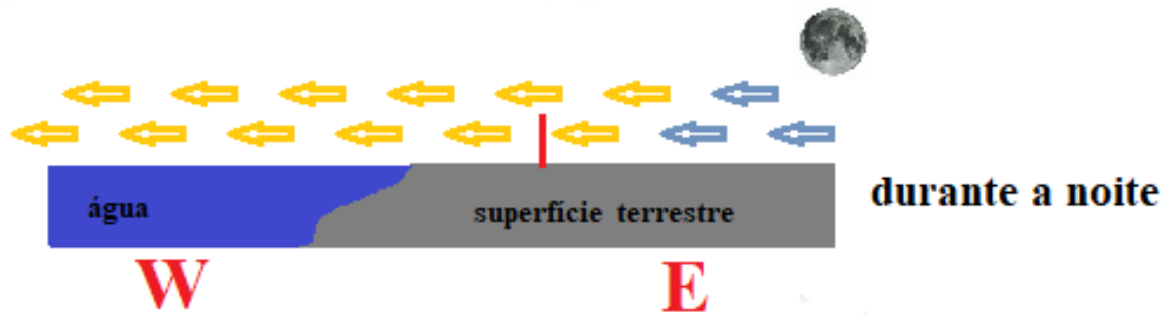 durante a noite
água
superfície terrestre
W
E